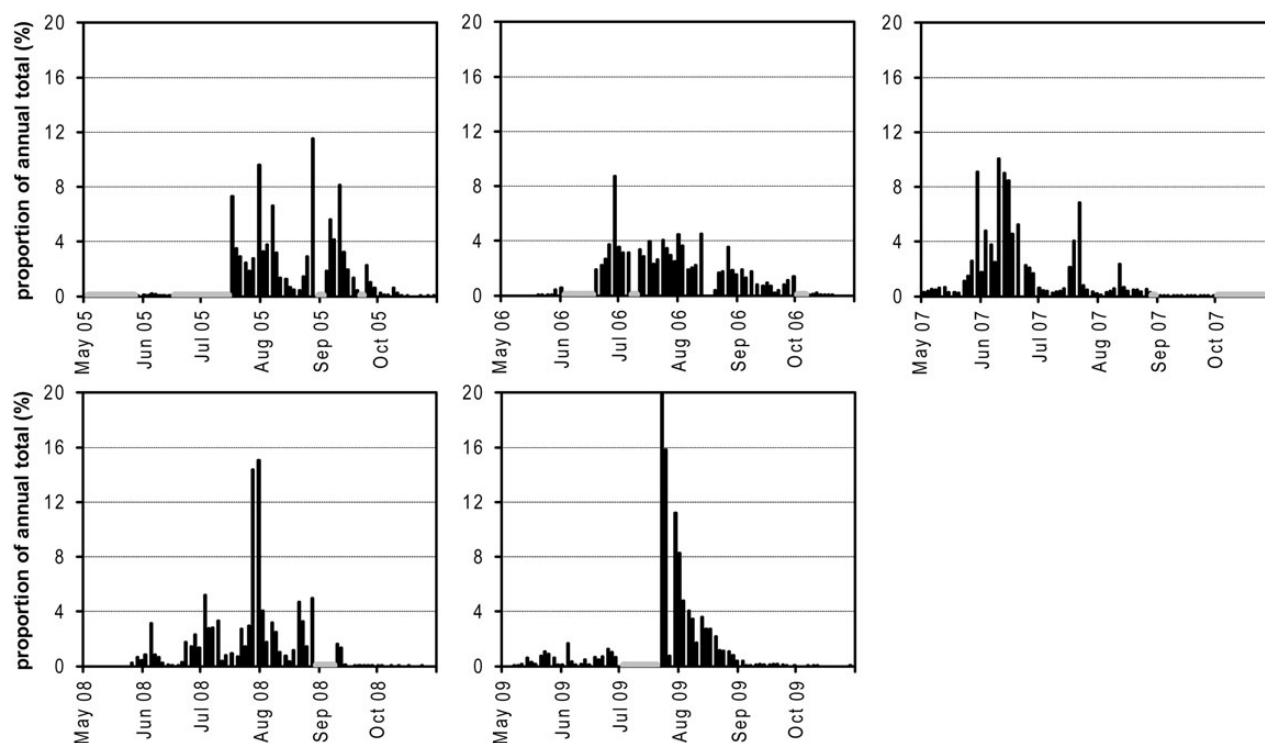 proportion of annual total (%)
20
16
12
8
4
0
May 05
Jun 05
Jul 05
Aug 05
Sep 05
Oct 05
20
16
12
8
4
0
May 06
Jun 06
Jul 06
Aug 06
Sep 06
Oct 06
20
16
12
8
4
0
May 07
Jun 07
Jul 07
Aug 07
Sep 07
Oct 07
proportion of annual total (%)
20
16
12
8
4
0
May 08
Jun 08
Jul 08
Aug 08
Sep 08
Oct 08
20
16
12
8
4
0
May 09
Jun 09
Jul 09
Aug 09
Sep 09
Oct 09